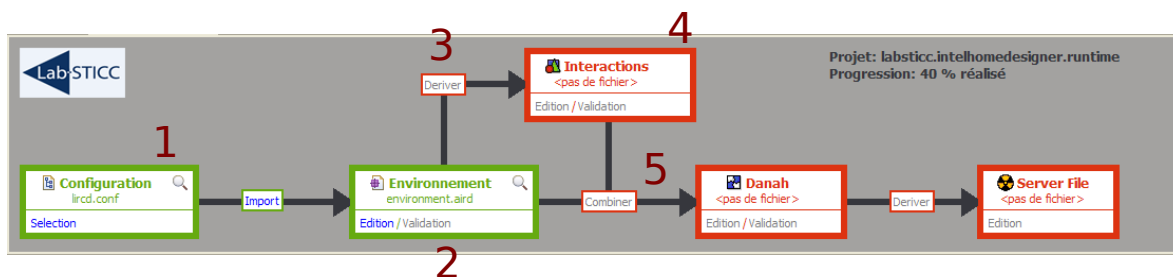 3
4
Lab-STICC
Deriver
Interactions
<pas de fichier>
Edition / Validation
Projet: labsticc.intelhomedesigner.runtime
Progression: 40 % réalisé
1
5
Configuration
lircd.conf
Selection
Import
Environnement
environment.aird
Edition / Validation
Combiner
Danah
<pas de fichier>
Edition / Validation
Deriver
Server File
<pas de fichier>
Edition
2